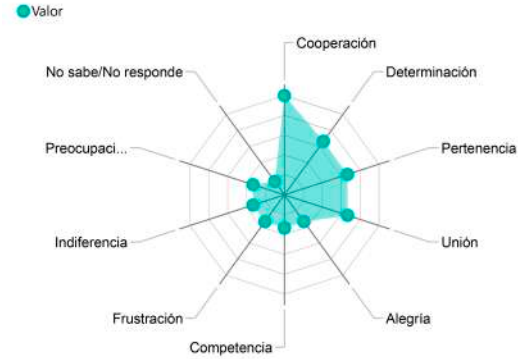 Valor
Cooperación
No sabe/No responde
Determinación
Preocupaci...
Pertenencia
Indiferencia
Unión
Frustración
Alegría
Competencia